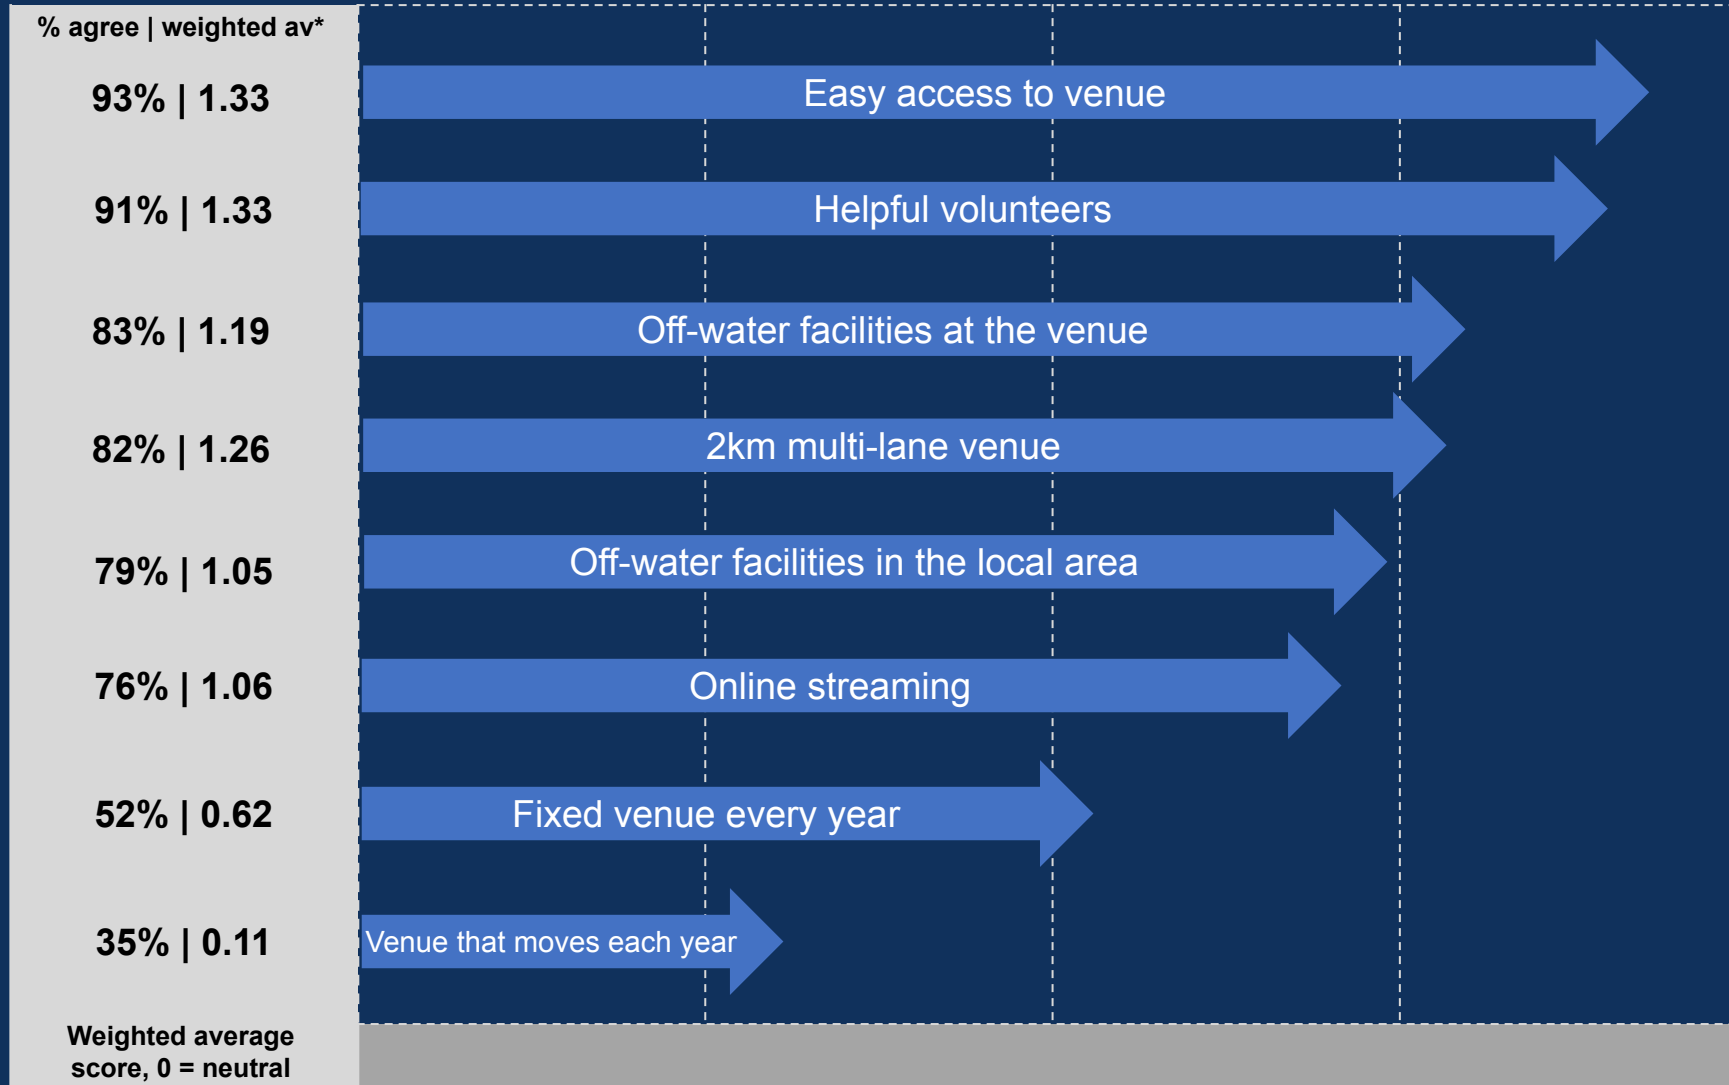 % agree | weighted av*
93% | 1.33
Easy access to venue
91% | 1.33
Helpful volunteers
83% | 1.19
Off-water facilities at the venue
82% | 1.26
2km multi-lane venue
79% | 1.05
Off-water facilities in the local area
76% | 1.06
Online streaming
52% | 0.62
Fixed venue every year
35% | 0.11
Venue that moves each year
Weighted average
score, 0 = neutral